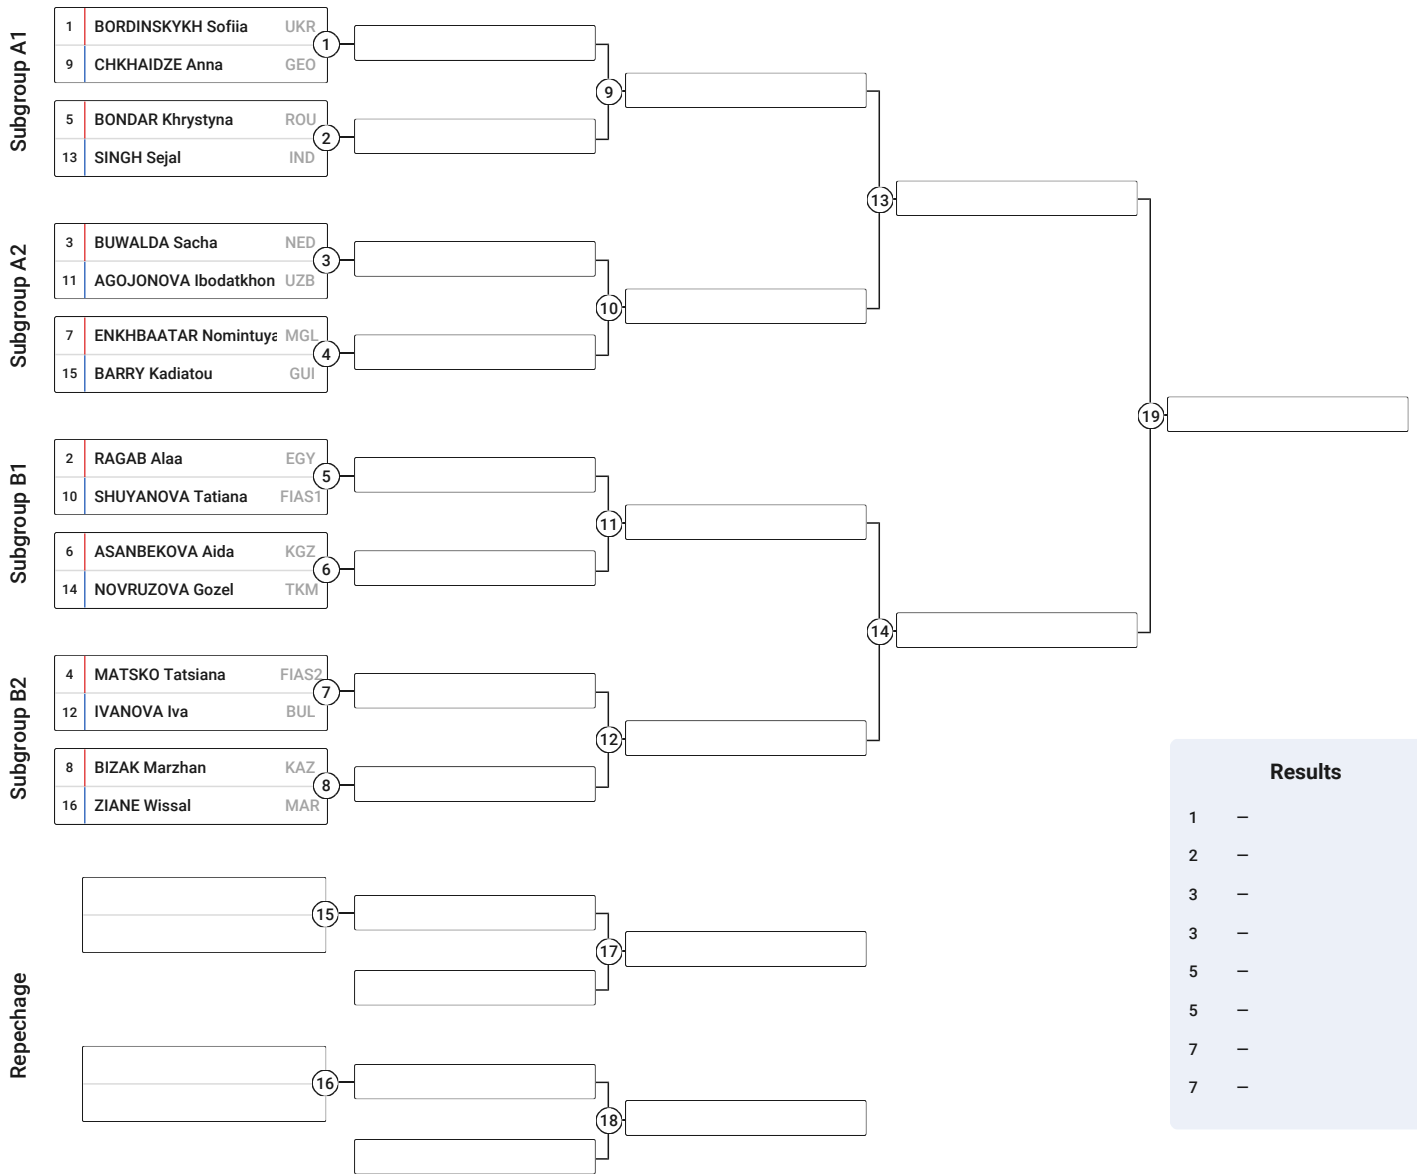 Subgroup A1
1 BORDINSKYKH Sofiia UKR
9 CHKHAIDZE Anna GEO
1
5 BONDAR Khrystyna ROU
13 SINGH Sejal IND
2
9
Subgroup A2
3 BUWALDA Sacha NED
11 AGOJONOVA Ibodatkhon UZB
3
7 ENKHBAATAR Nomintuya MGL
15 BARRY Kadiatou GUI
4
10
13
Subgroup B1
2 RAGAB Alaa EGY
10 SHUYANOVA Tatiana FIAS1
5
6 ASANBEKOVA Aida KGZ
14 NOVRUZOVA Gozel TKM
6
11
Subgroup B2
4 MATSKO Tatsiana FIAS2
12 IVANOVA Iva BUL
7
8 BIZAK Marzhan KAZ
16 ZIANE Wissal MAR
8
12
14
19
Repechage
15
17
16
18
Results
1 –
2 –
3 –
3 –
5 –
5 –
7 –
7 –